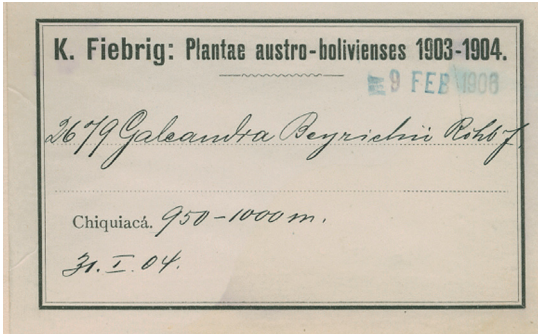 K. Fiebrig: Plantae austro-bolivienses 1903-1904.
9 FEB 1906
2679 Galeandra Beyrichii Rchb f.
Chiquiacá. 950-1000 m.
31. I. 04.